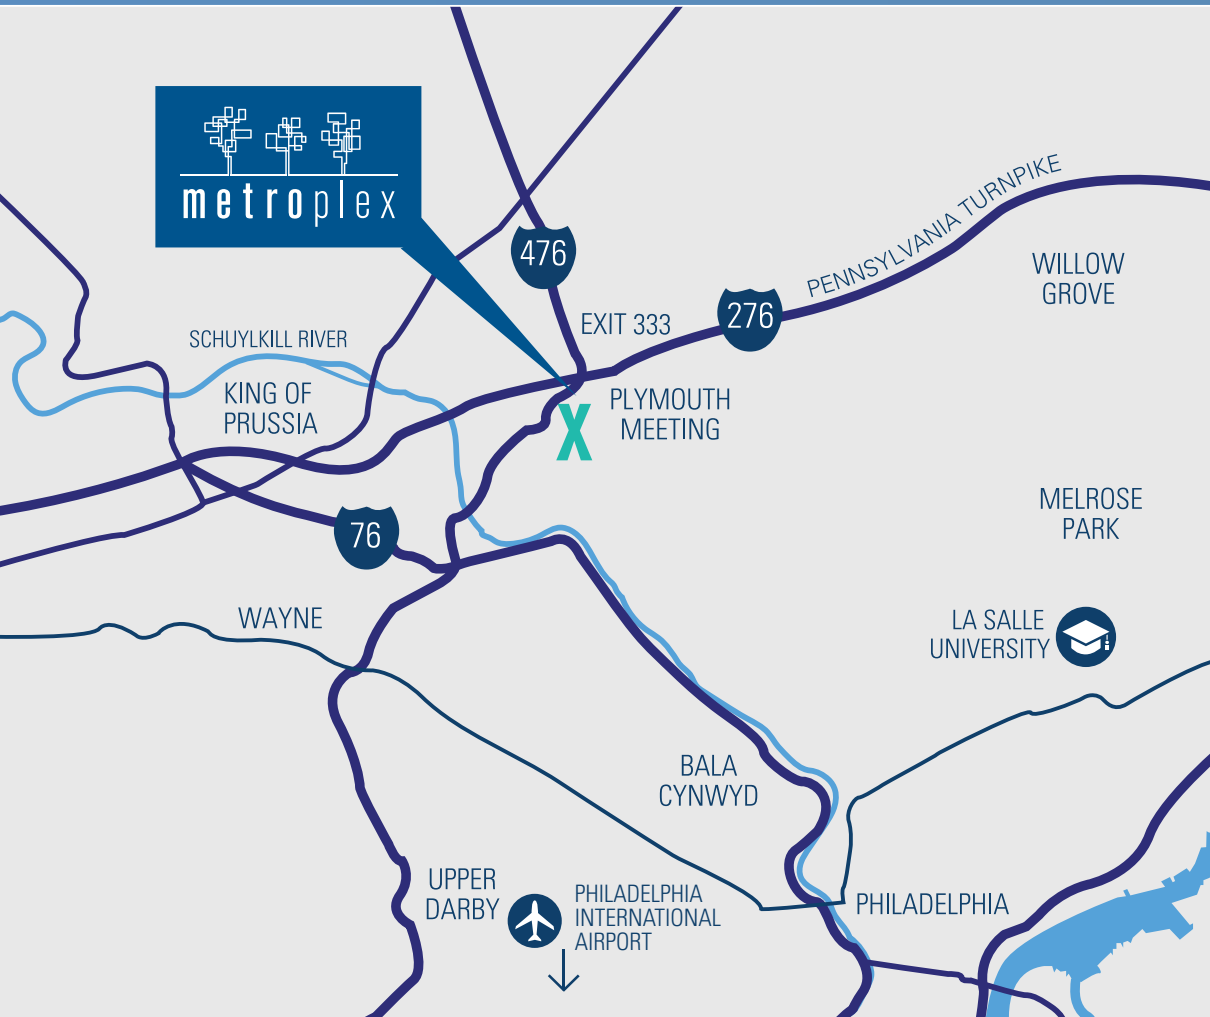 metroplex
476
PENNSYLVANIA TURNPIKE
WILLOW
GROVE
276
EXIT 333
SCHUYLKILL RIVER
KING OF
PRUSSIA
PLYMOUTH
MEETING
X
MELROSE
PARK
76
WAYNE
LA SALLE
UNIVERSITY
BALA
CYNWYD
UPPER
DARBY
PHILADELPHIA
INTERNATIONAL
AIRPORT
PHILADELPHIA